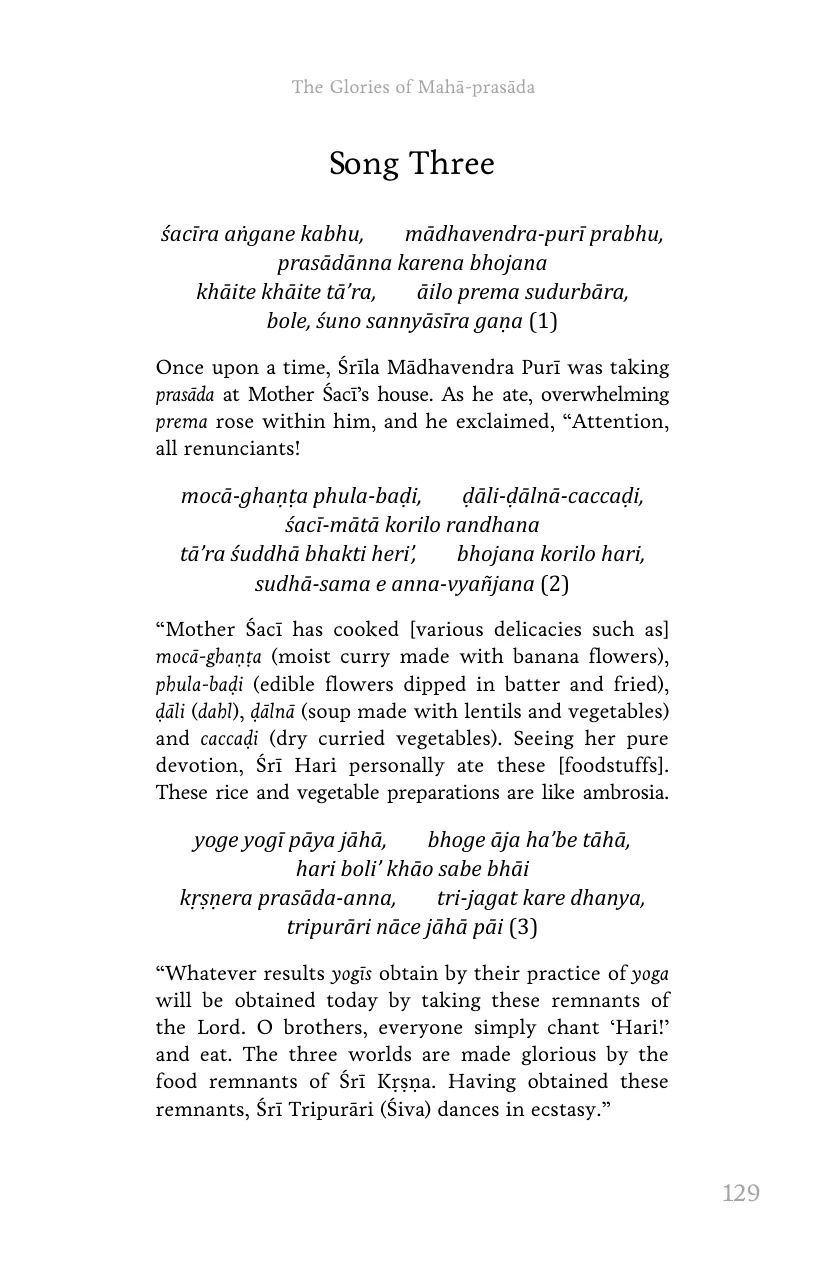 The Glories of Mahā-prasāda
Song Three
śacīra aṅgane kabhu, mādhavendra-purī prabhu,
prasādānna karena bhojana
khāite khāite tā’ra, āilo prema sudurbāra,
bole, śuno sannyāsīra gaṇa (1)
Once upon a time, Śrīla Mādhavendra Purī was taking
prasāda at Mother Śacī’s house. As he ate, overwhelming
prema rose within him, and he exclaimed, “Attention,
all renunciants!
mocā-ghaṇṭa phula-baḍi, ḍāli-ḍālnā-caccaḍi,
śacī-mātā korilo randhana
tā’ra śuddhā bhakti heri’, bhojana korilo hari,
sudhā-sama e anna-vyañjana (2)
“Mother Śacī has cooked [various delicacies such as]
mocā-ghaṇṭa (moist curry made with banana flowers),
phula-baḍi (edible flowers dipped in batter and fried),
ḍāli (dahl), ḍālnā (soup made with lentils and vegetables)
and caccaḍi (dry curried vegetables). Seeing her pure
devotion, Śrī Hari personally ate these [foodstuffs].
These rice and vegetable preparations are like ambrosia.
yoge yogī pāya jāhā, bhoge āja ha’be tāhā,
hari boli’ khāo sabe bhāi
kṛṣṇera prasāda-anna, tri-jagat kare dhanya,
tripurāri nāce jāhā pāi (3)
“Whatever results yogīs obtain by their practice of yoga
will be obtained today by taking these remnants of
the Lord. O brothers, everyone simply chant ‘Hari!’
and eat. The three worlds are made glorious by the
food remnants of Śrī Kṛṣṇa. Having obtained these
remnants, Śrī Tripurāri (Śiva) dances in ecstasy.”
129